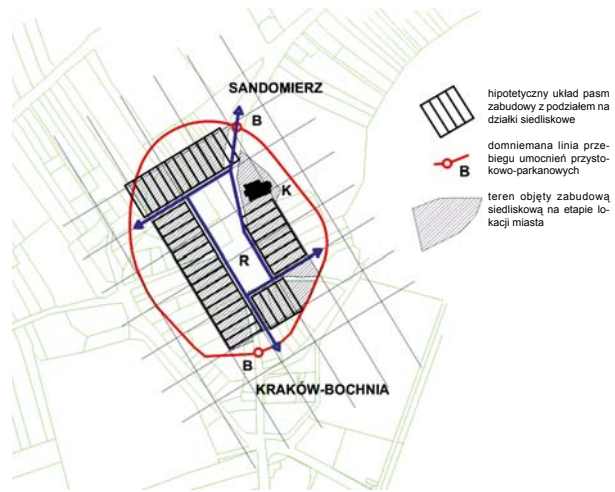 SANDOMIERZ
B
K
R
B
KRAKÓW-BOCHNIA
hipotetyczny układ pasm
zabudowy z podziałem na
działki siedliskowe
domniemana linia prze-
biegu umocnień przysto-
kowo-parkanowych
B
teren objęty zabudową
siedliskową na etapie lo-
kacji miasta